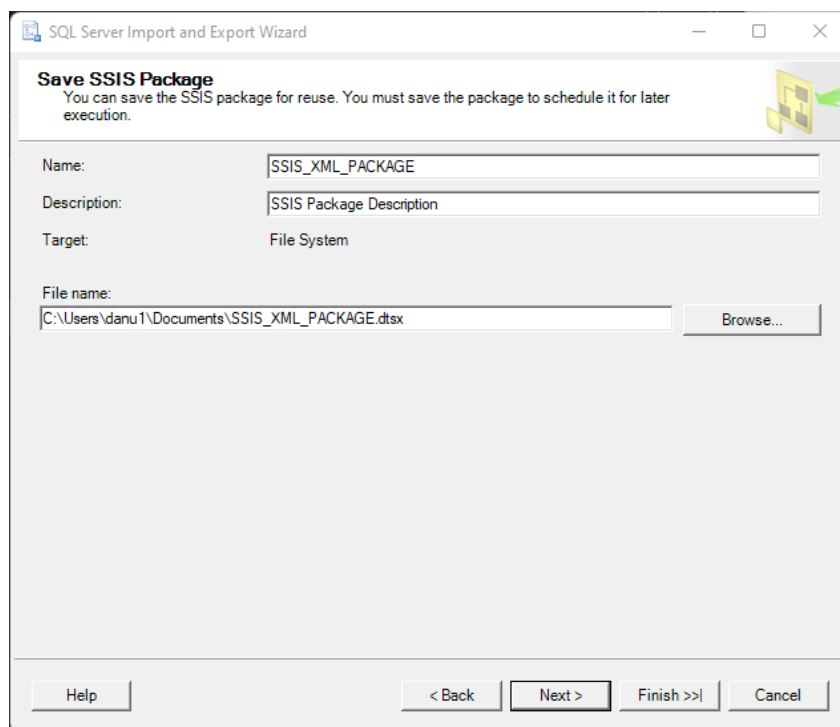 SQL Server Import and Export Wizard
Save SSIS Package
You can save the SSIS package for reuse. You must save the package to schedule it for later
execution.
Name: SSIS_XML_PACKAGE
Description: SSIS Package Description
Target: File System
File name:
C:\Users\danu1\Documents\SSIS_XML_PACKAGE.dtsx Browse...
Help < Back Next > Finish >>| Cancel